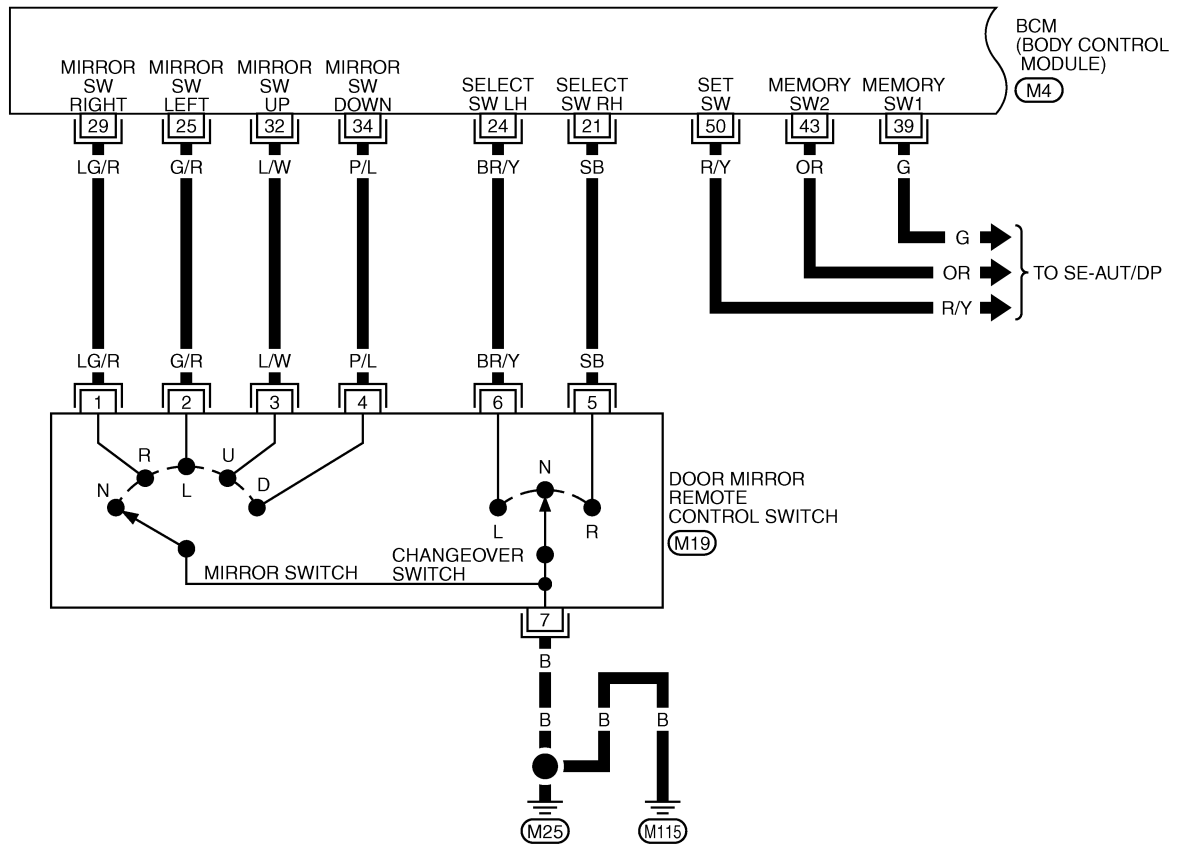 BCM
(BODY CONTROL
MODULE)
M4
MIRROR
SW
RIGHT
MIRROR
SW
LEFT
MIRROR
SW
UP
MIRROR
SW
DOWN
SELECT
SW LH
SELECT
SW RH
SET
SW
MEMORY
SW2
MEMORY
SW1
29 25 32 34 24 21 50 43 39
LG/R G/R L/W P/L BR/Y SB R/Y OR G
G
OR
TO SE-AUT/DP
R/Y
LG/R G/R L/W P/L BR/Y SB
1 2 3 4 6 5
R U
N L D
N
L R
DOOR MIRROR
REMOTE
CONTROL SWITCH
M19
CHANGEOVER
SWITCH
MIRROR SWITCH
7
B
B B B
M25 M115